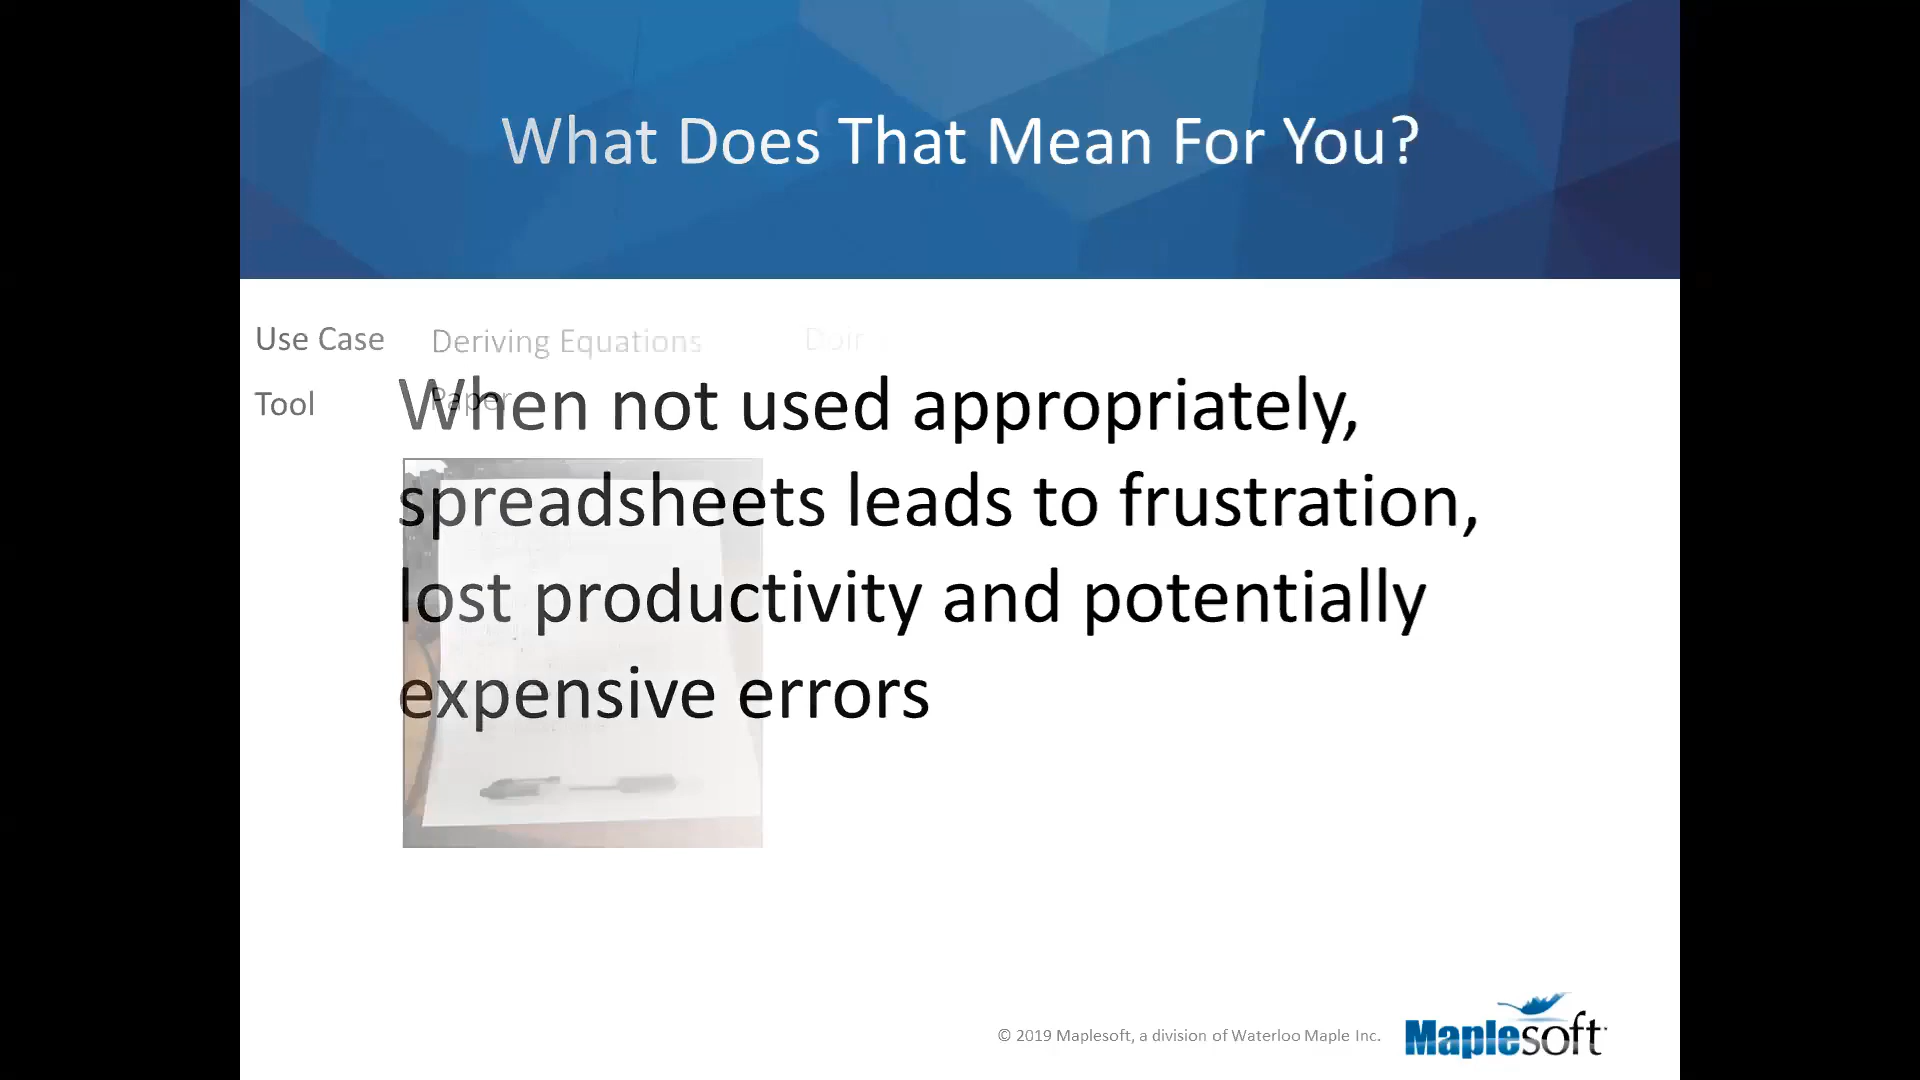 What Does That Mean For You?
Use Case Deriving Equations
Tool Paper
When not used appropriately,
spreadsheets leads to frustration,
lost productivity and potentially
expensive errors
© 2019 Maplesoft, a division of Waterloo Maple Inc.
Maplesoft